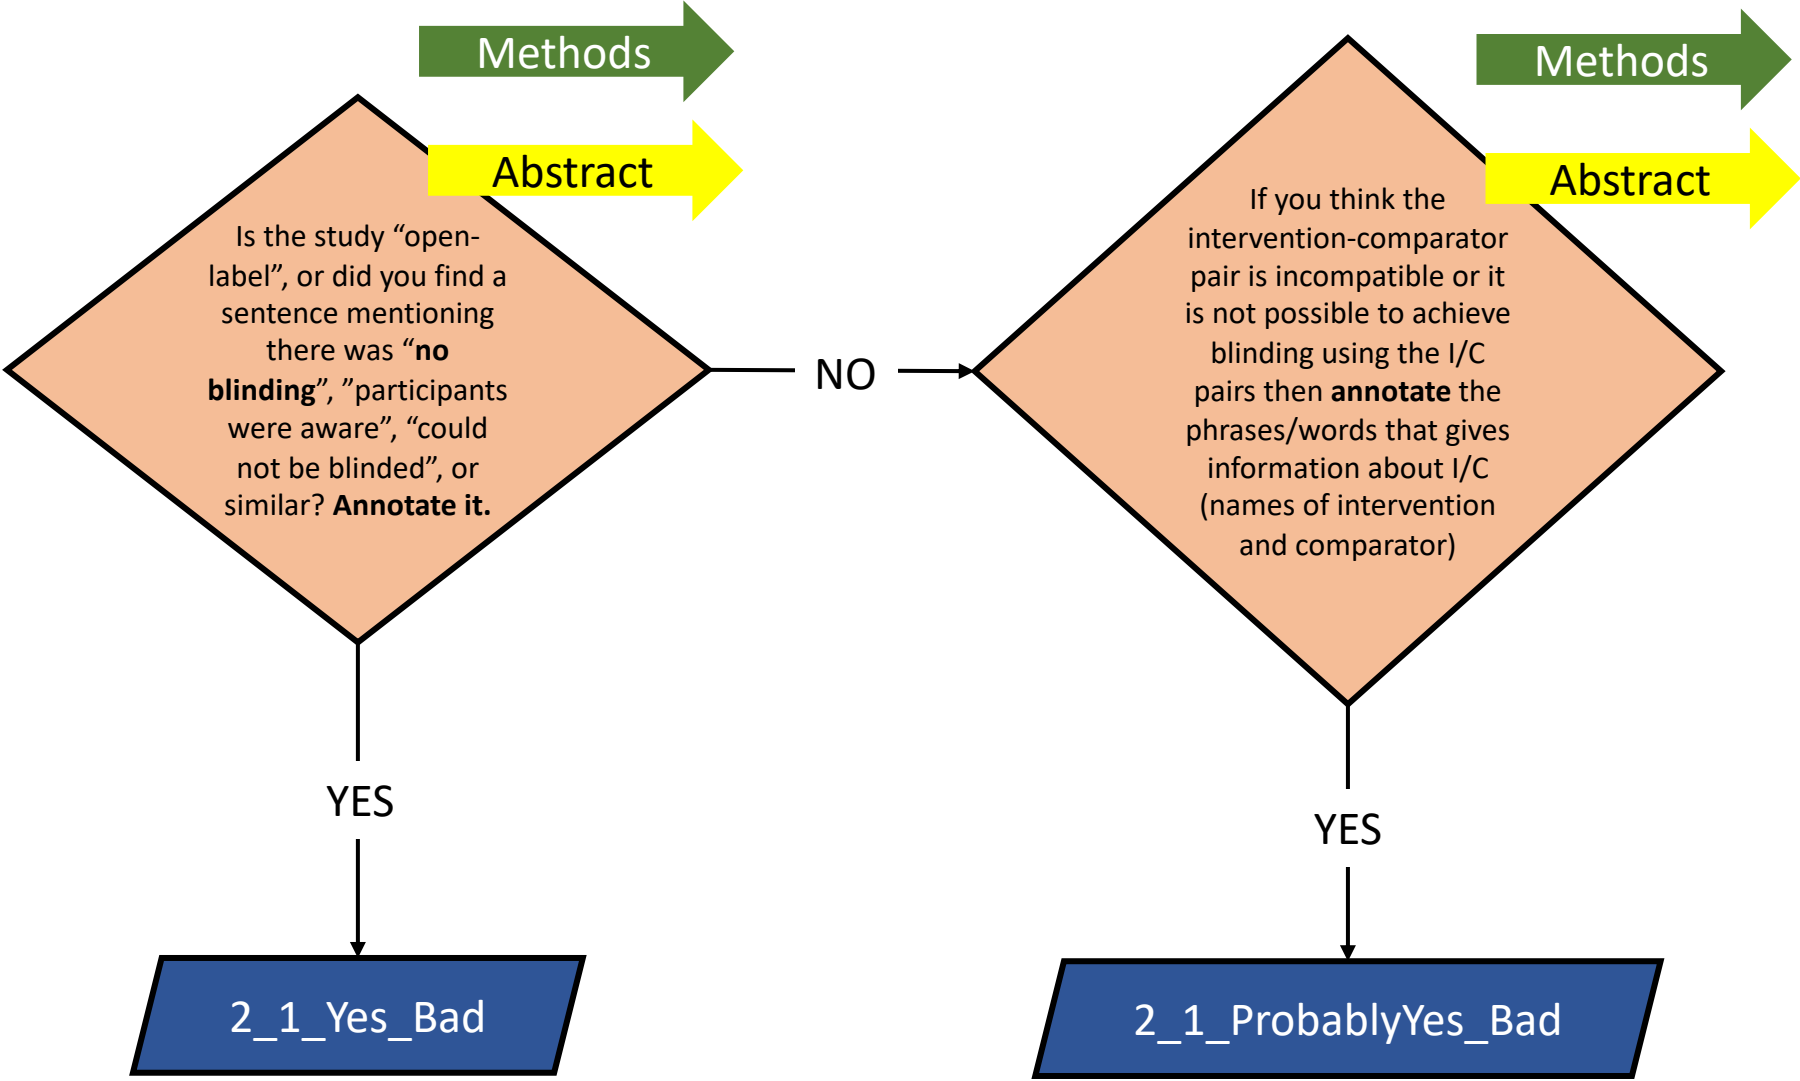 Methods
Abstract
Is the study “open-
label”, or did you find a
sentence mentioning
there was “no
blinding”, ”participants
were aware”, “could
not be blinded”, or
similar? Annotate it.
NO
YES
2_1_Yes_Bad
Methods
Abstract
If you think the
intervention-comparator
pair is incompatible or it
is not possible to achieve
blinding using the I/C
pairs then annotate the
phrases/words that gives
information about I/C
(names of intervention
and comparator)
YES
2_1_ProbablyYes_Bad